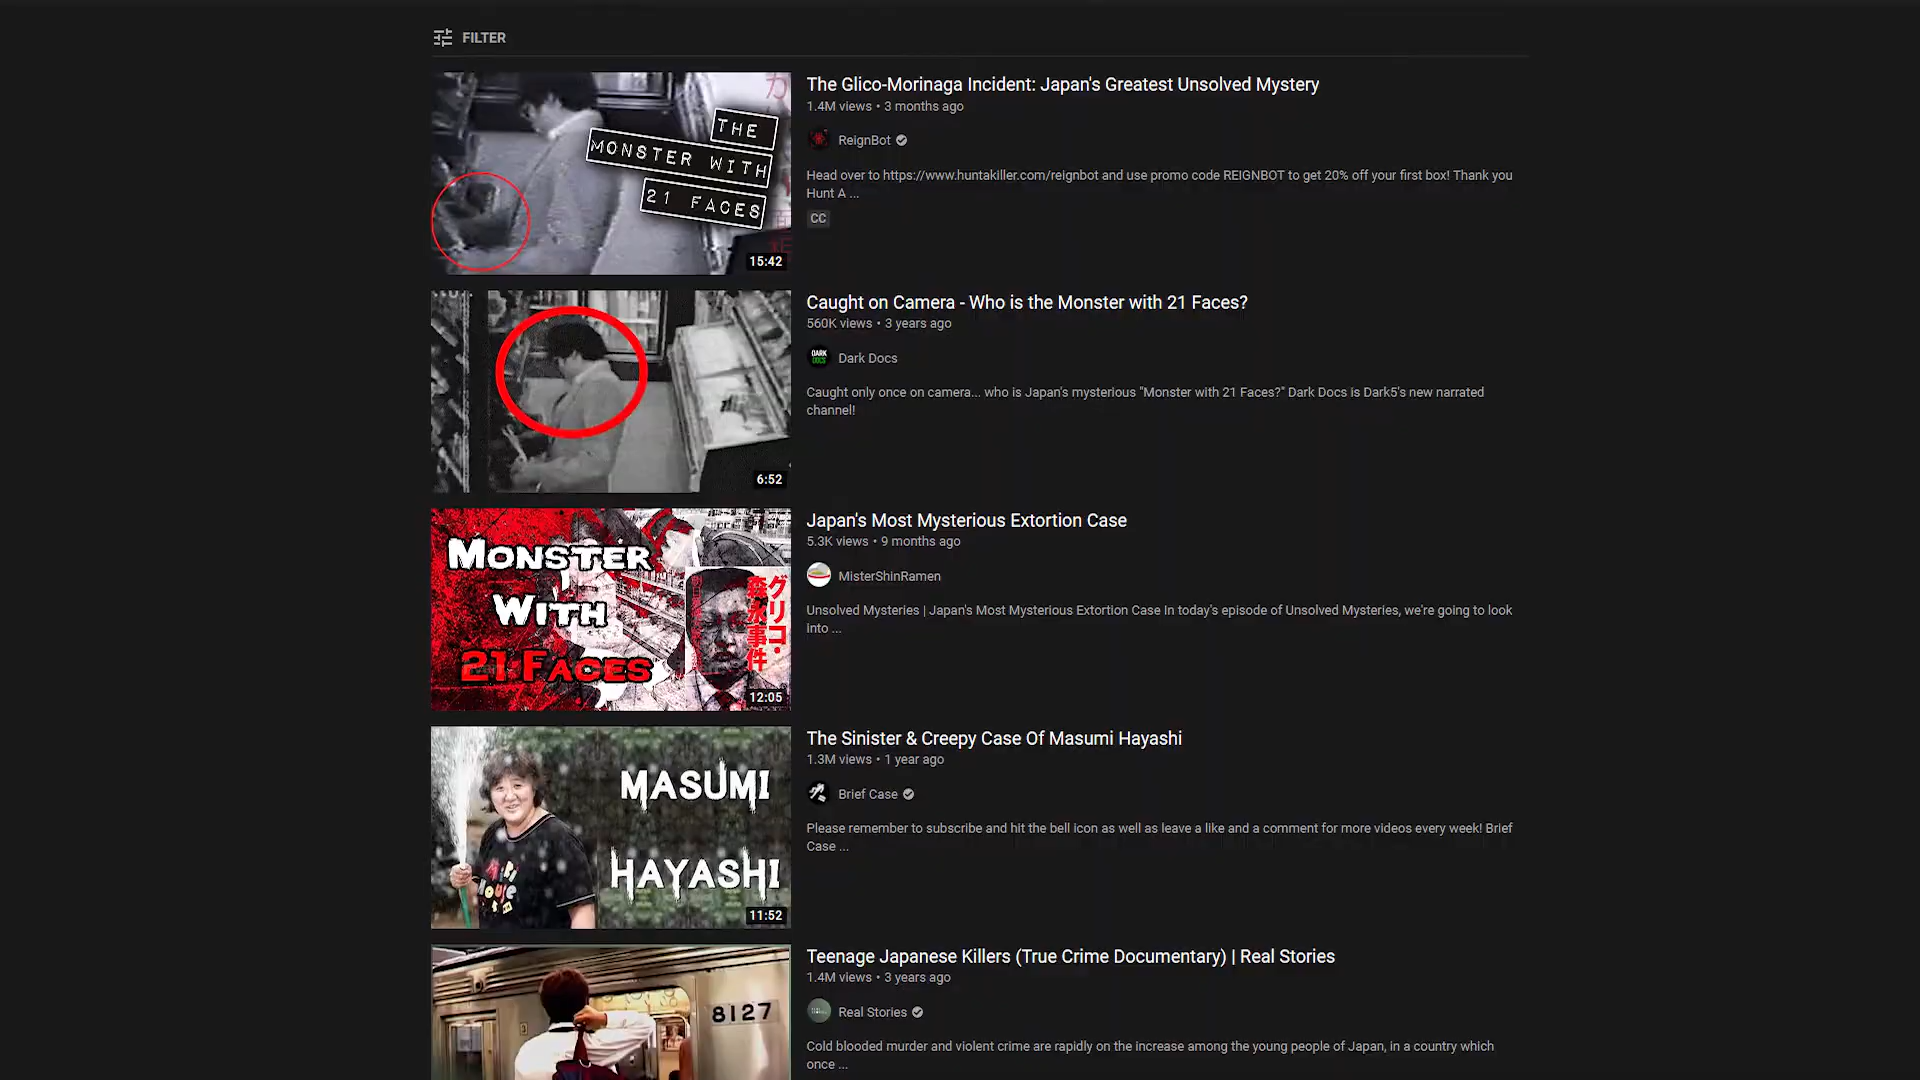 FILTER
THE
MONSTER WITH
21 FACES
15:42
The Glico-Morinaga Incident: Japan's Greatest Unsolved Mystery
1.4M views • 3 months ago
ReignBot
Head over to https://www.huntakiller.com/reignbot and use promo code REIGNBOT to get 20% off your first box! Thank you
Hunt A ...
CC
6:52
Caught on Camera - Who is the Monster with 21 Faces?
560K views • 3 years ago
DARK
DOCS
Dark Docs
Caught only once on camera... who is Japan's mysterious "Monster with 21 Faces?" Dark Docs is Dark5's new narrated
channel!
MONSTER
WITH
21 FACES
グリコ・
森永事件
12:05
Japan's Most Mysterious Extortion Case
5.3K views • 9 months ago
MisterShinRamen
Unsolved Mysteries | Japan's Most Mysterious Extortion Case In today's episode of Unsolved Mysteries, we're going to look
into ...
MASUMI
HAYASHI
11:52
The Sinister & Creepy Case Of Masumi Hayashi
1.3M views • 1 year ago
Brief Case
Please remember to subscribe and hit the bell icon as well as leave a like and a comment for more videos every week! Brief
Case ...
8127
Teenage Japanese Killers (True Crime Documentary) | Real Stories
1.4M views • 3 years ago
Real Stories
Cold blooded murder and violent crime are rapidly on the increase among the young people of Japan, in a country which
once ...